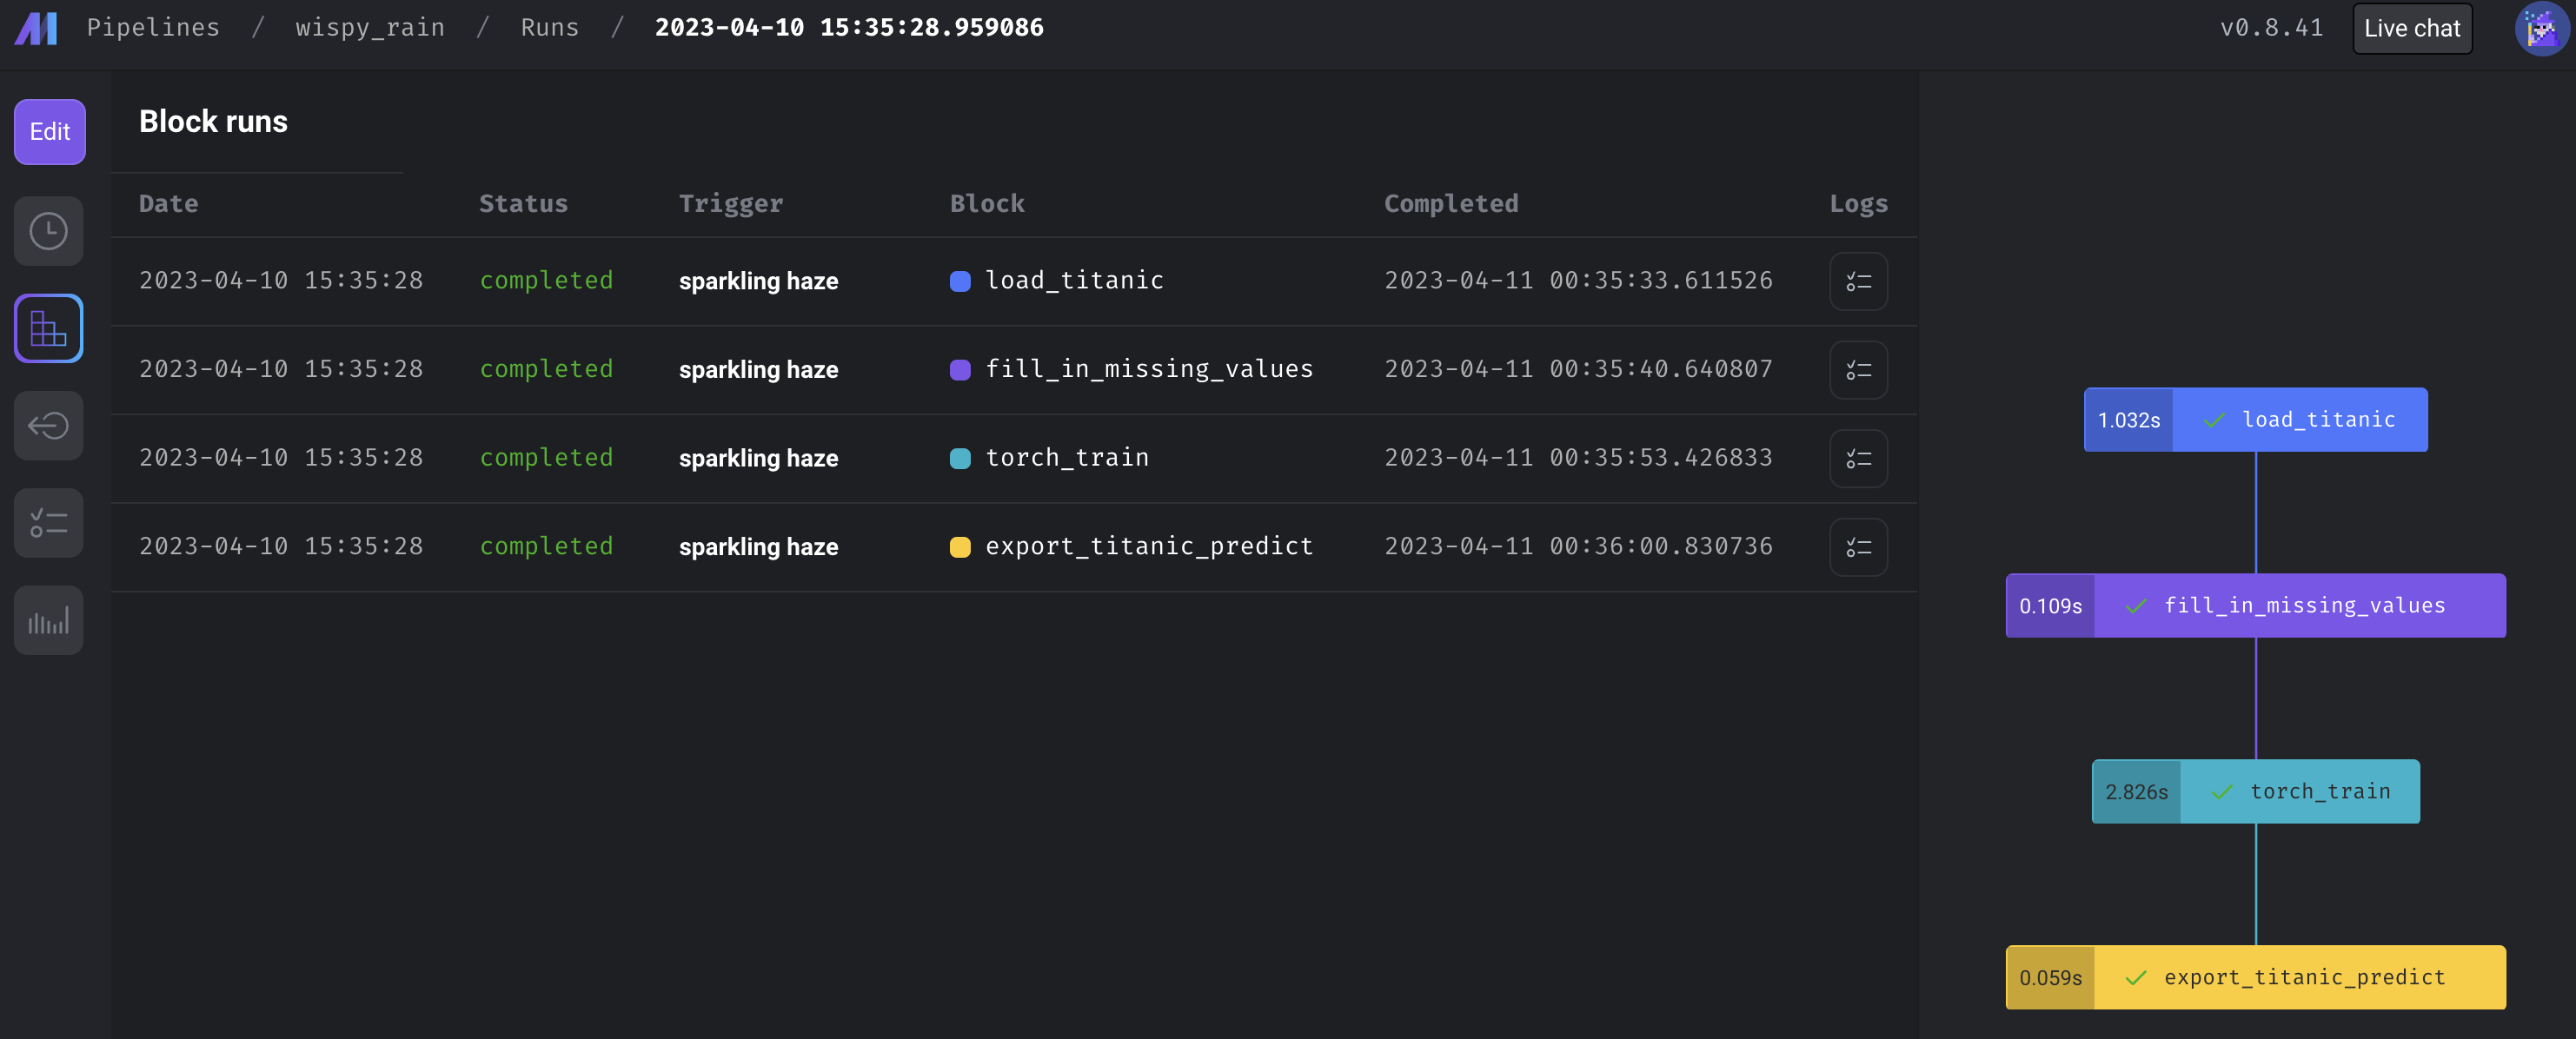 Pipelines / wispy_rain / Runs / 2023-04-10 15:35:28.959086 v0.8.41 Live chat
Edit
Block runs
Date Status Trigger Block Completed Logs
2023-04-10 15:35:28 completed sparkling haze load_titanic 2023-04-11 00:35:33.611526
2023-04-10 15:35:28 completed sparkling haze fill_in_missing_values 2023-04-11 00:35:40.640807
2023-04-10 15:35:28 completed sparkling haze torch_train 2023-04-11 00:35:53.426833
2023-04-10 15:35:28 completed sparkling haze export_titanic_predict 2023-04-11 00:36:00.830736
1.032s load_titanic
0.109s fill_in_missing_values
2.826s torch_train
0.059s export_titanic_predict